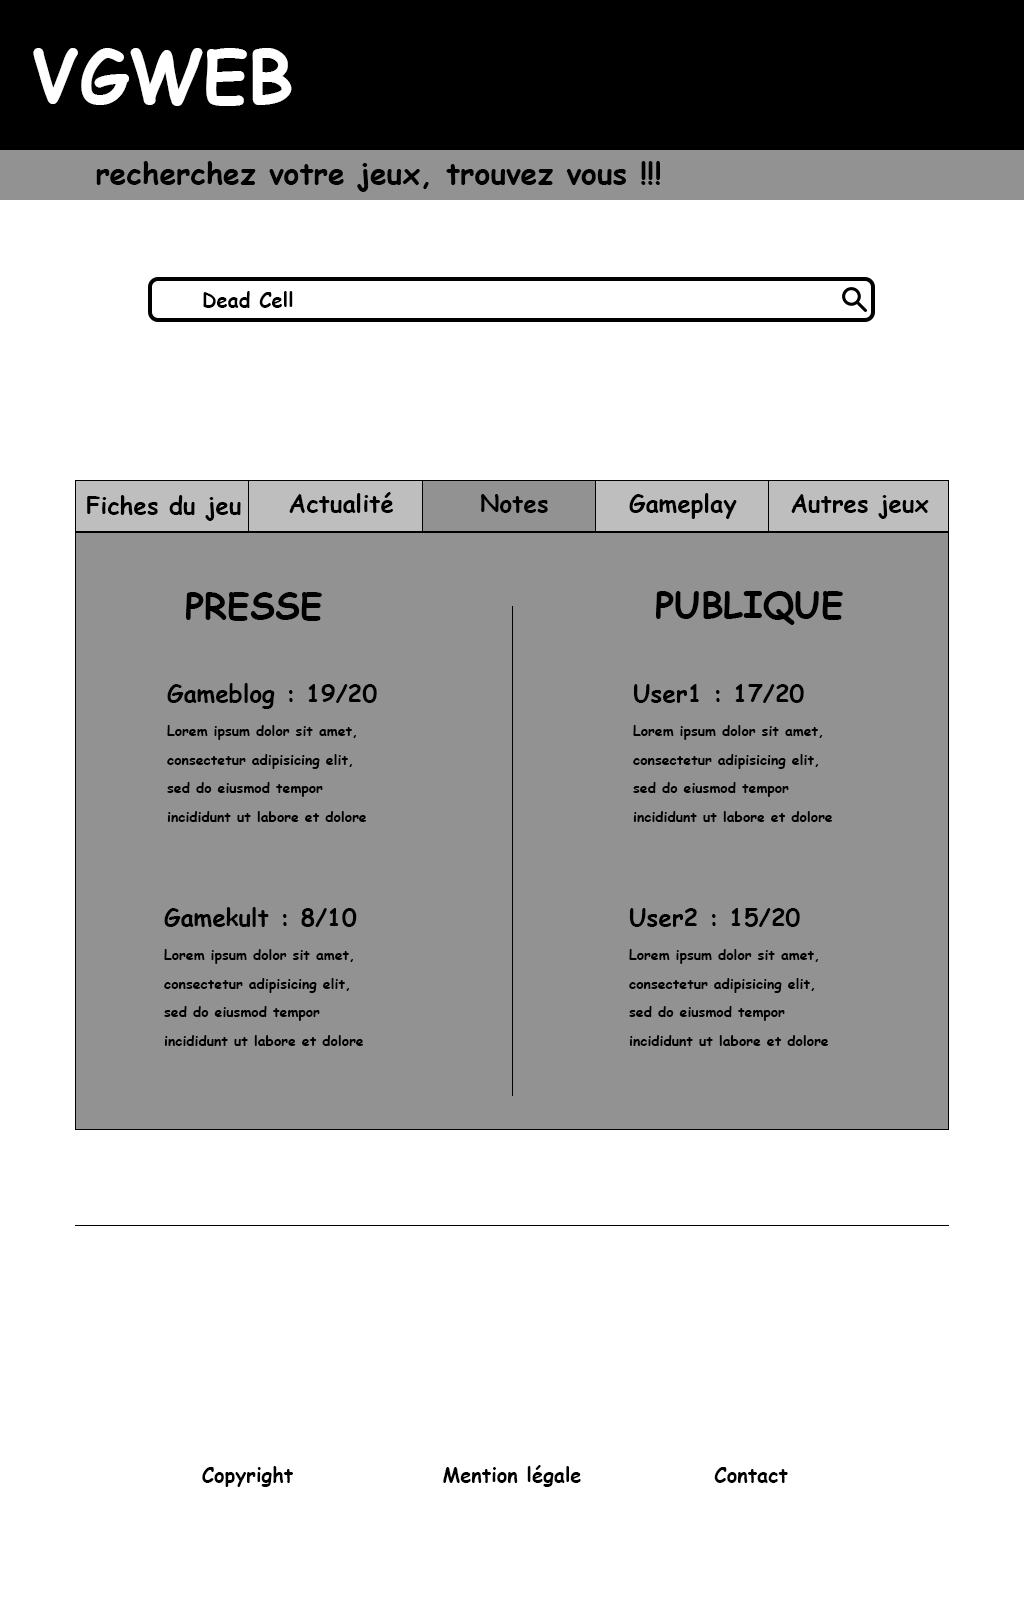 VGWEB
recherchez votre jeux, trouvez vous !!!
Dead Cell
Fiches du jeu
Actualité
Notes
Gameplay
Autres jeux
PRESSE
Gameblog : 19/20
Lorem ipsum dolor sit amet,
consectetur adipisicing elit,
sed do eiusmod tempor
incididunt ut labore et dolore
Gamekult : 8/10
Lorem ipsum dolor sit amet,
consectetur adipisicing elit,
sed do eiusmod tempor
incididunt ut labore et dolore
PUBLIQUE
User1 : 17/20
Lorem ipsum dolor sit amet,
consectetur adipisicing elit,
sed do eiusmod tempor
incididunt ut labore et dolore
User2 : 15/20
Lorem ipsum dolor sit amet,
consectetur adipisicing elit,
sed do eiusmod tempor
incididunt ut labore et dolore
Copyright
Mention légale
Contact